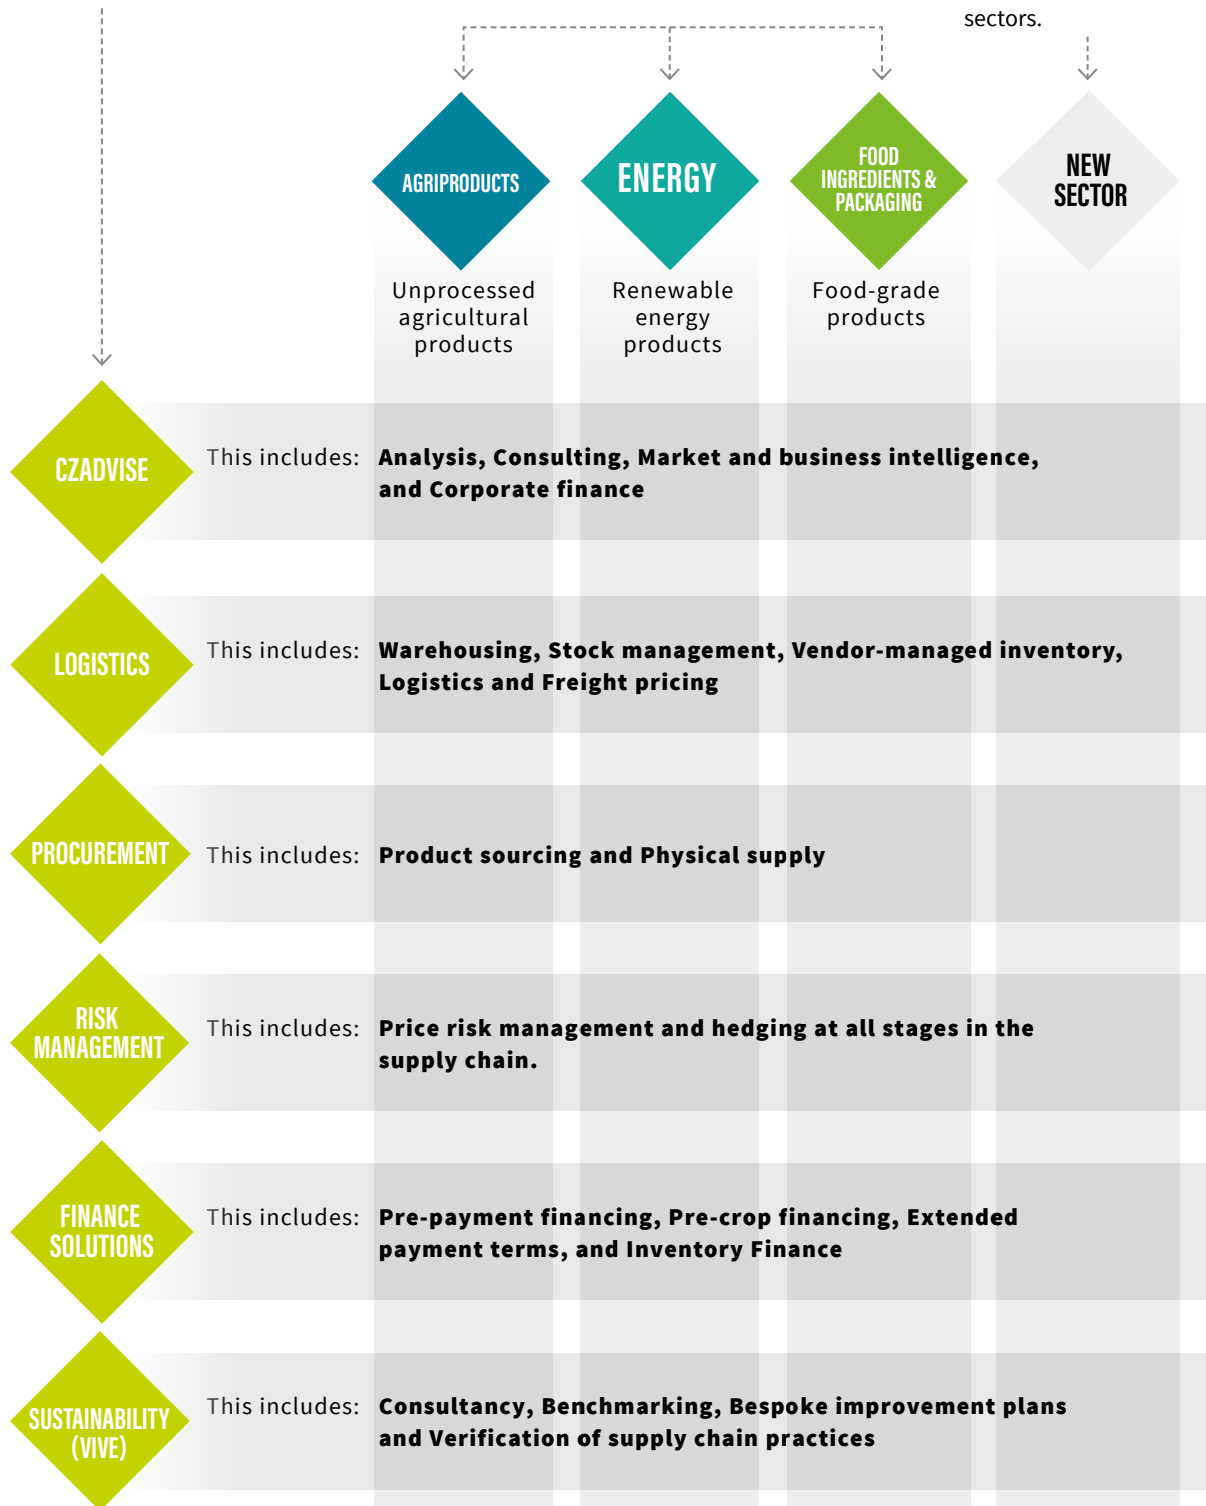 sectors.
AGRIPRODUCTS
ENERGY
FOOD
INGREDIENTS &
PACKAGING
NEW
SECTOR
Unprocessed
agricultural
products
Renewable
energy
products
Food-grade
products
CZADVISE
This includes: Analysis, Consulting, Market and business intelligence,
and Corporate finance
LOGISTICS
This includes: Warehousing, Stock management, Vendor-managed inventory,
Logistics and Freight pricing
PROCUREMENT
This includes: Product sourcing and Physical supply
RISK
MANAGEMENT
This includes: Price risk management and hedging at all stages in the
supply chain.
FINANCE
SOLUTIONS
This includes: Pre-payment financing, Pre-crop financing, Extended
payment terms, and Inventory Finance
SUSTAINABILITY
(VIVE)
This includes: Consultancy, Benchmarking, Bespoke improvement plans
and Verification of supply chain practices